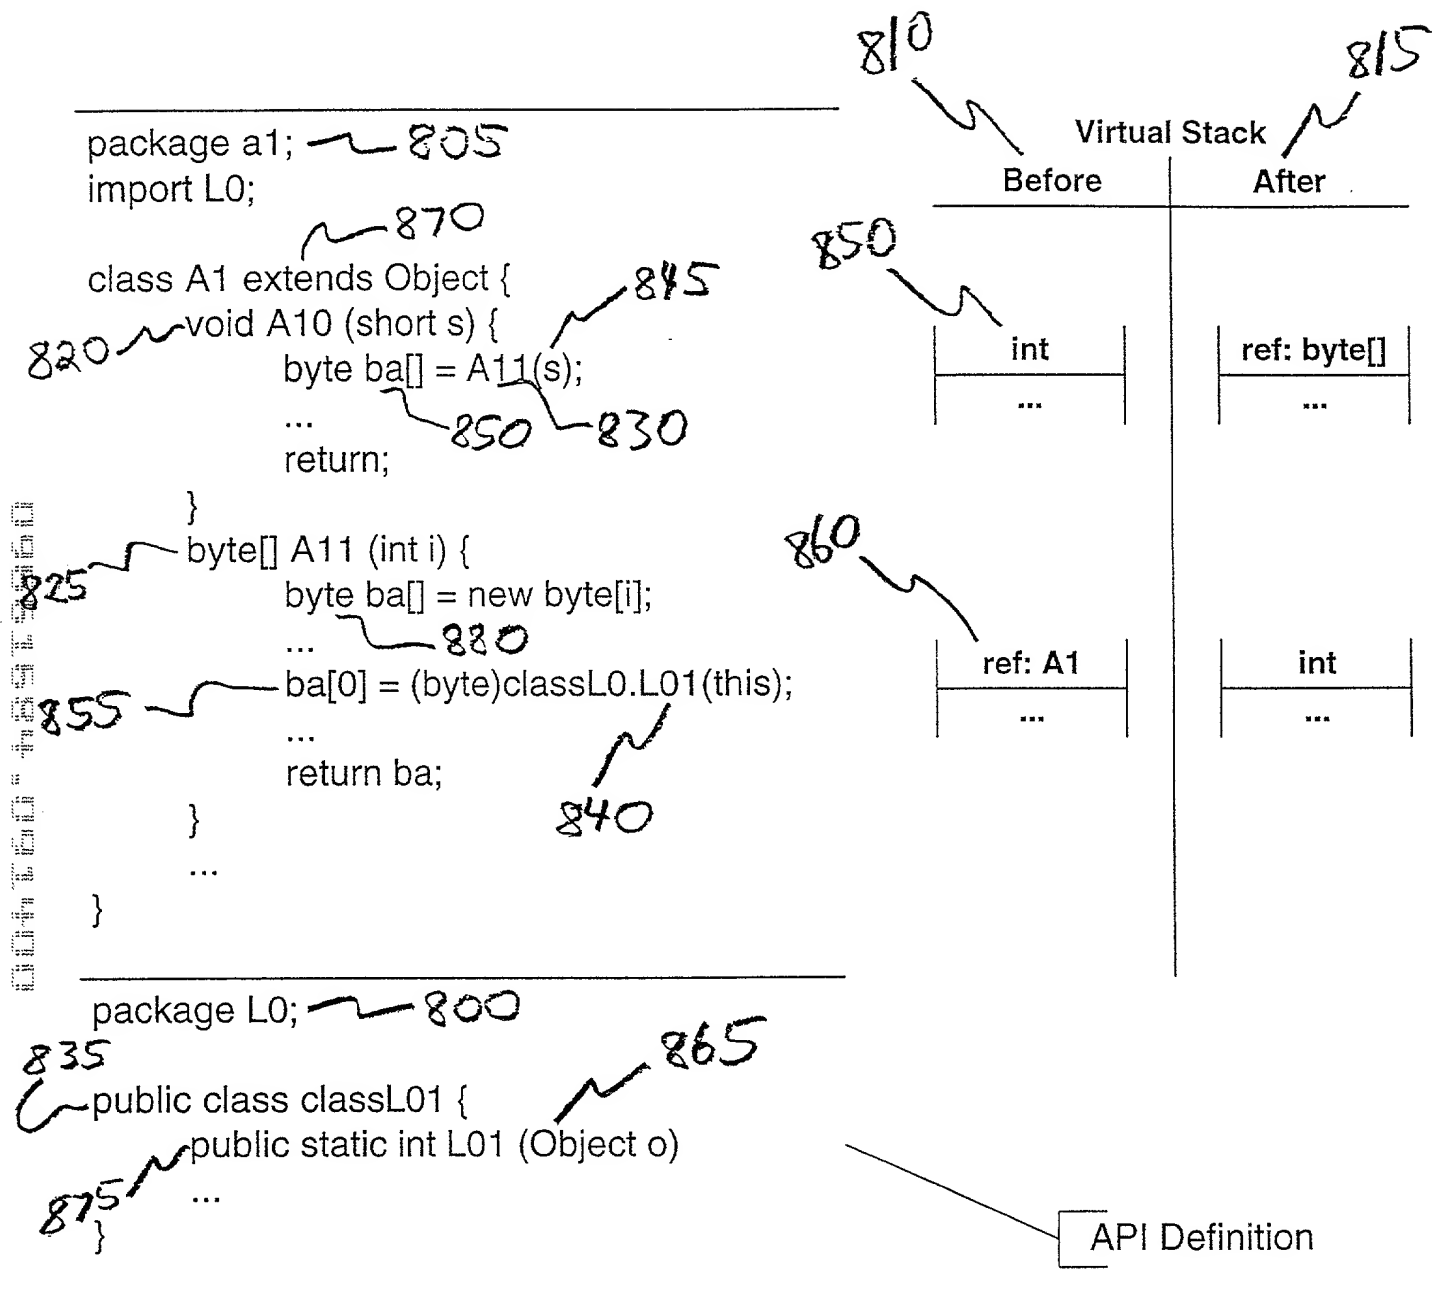 810
815
package a1; 805
import L0;
Virtual Stack
Before After
870
class A1 extends Object {
845
850
820 void A10 (short s) {
byte ba[] = A11(s);
int ref: byte[]
... ...
... 850 830
return;
}
825 byte[] A11 (int i) {
860
byte ba[] = new byte[i];
... 880
ref: A1 int
... ...
855 ba[0] = (byte)classL0.L01(this);
...
return ba;
840
}
...
}
package L0; 800
835
865
public class classL01 {
public static int L01 (Object o)
875 ...
}
API Definition